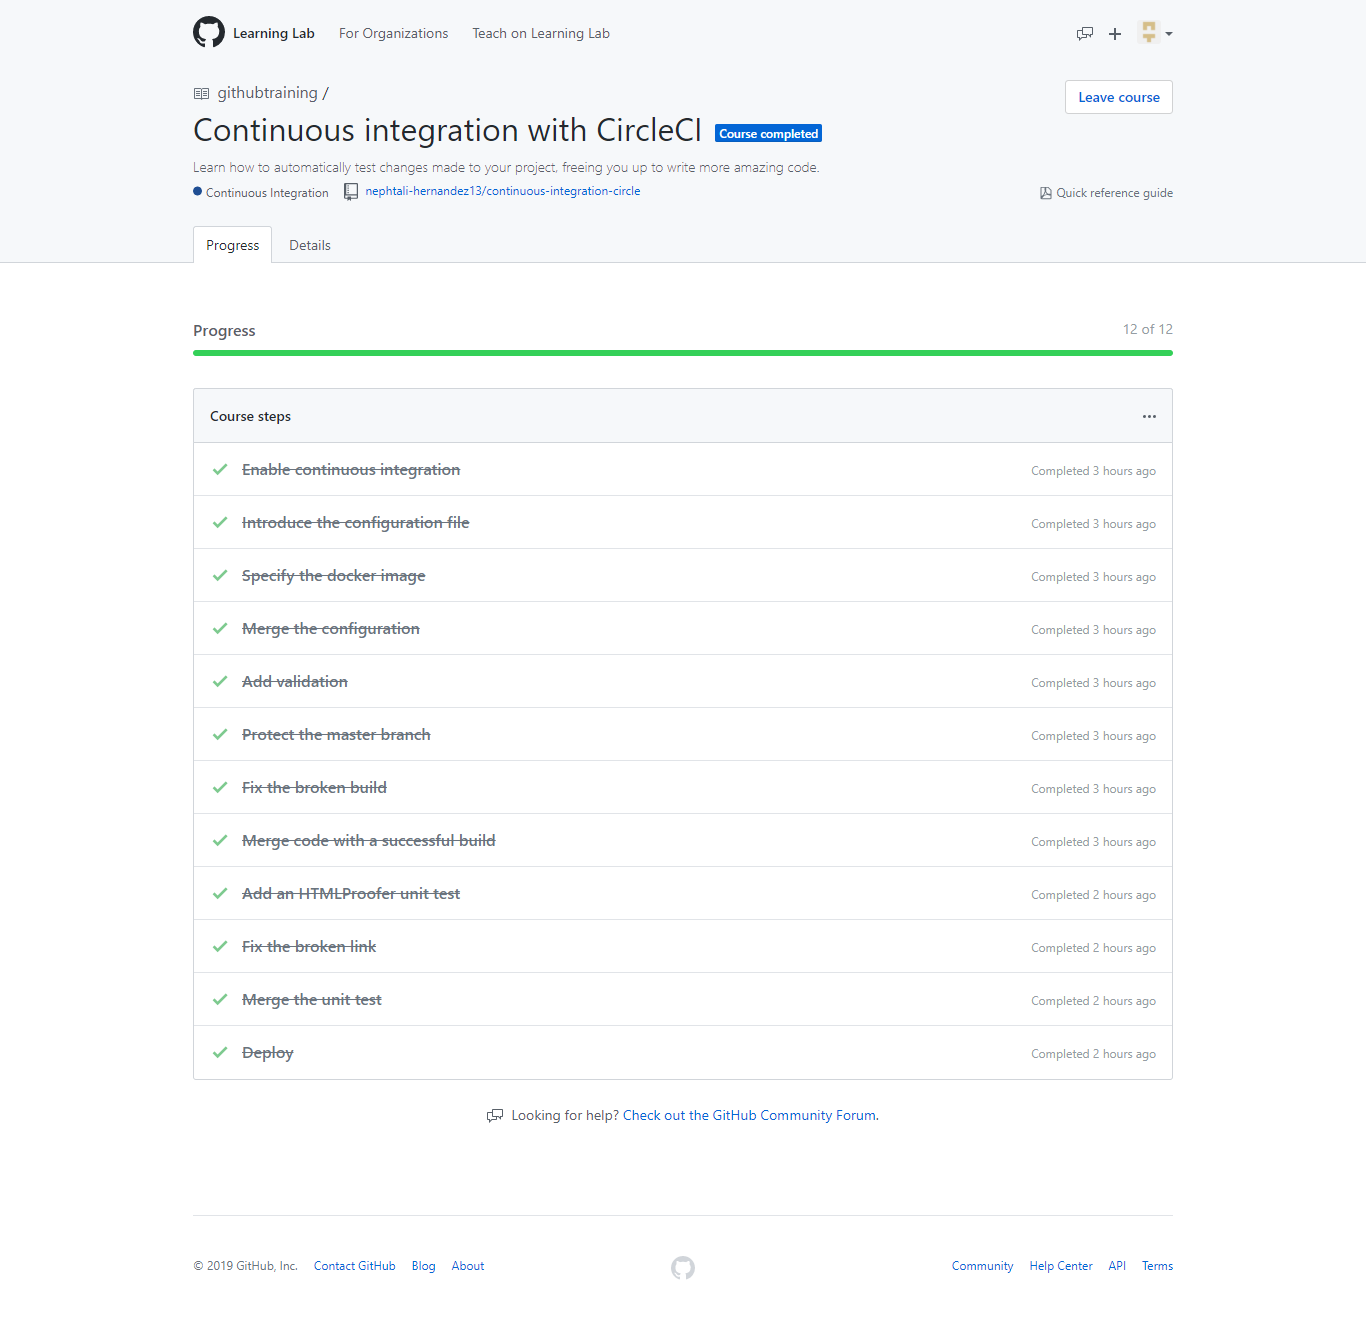 Learning Lab For Organizations Teach on Learning Lab
githubtraining /
Leave course
Continuous integration with CircleCI Course completed
Learn how to automatically test changes made to your project, freeing you up to write more amazing code.
Continuous Integration nephtali-hernandez13/continuous-integration-circle Quick reference guide
Progress Details
Progress 12 of 12
Course steps
Enable continuous integration Completed 3 hours ago
Introduce the configuration file Completed 3 hours ago
Specify the docker image Completed 3 hours ago
Merge the configuration Completed 3 hours ago
Add validation Completed 3 hours ago
Protect the master branch Completed 3 hours ago
Fix the broken build Completed 3 hours ago
Merge code with a successful build Completed 3 hours ago
Add an HTMLProofer unit test Completed 2 hours ago
Fix the broken link Completed 2 hours ago
Merge the unit test Completed 2 hours ago
Deploy Completed 2 hours ago
Looking for help? Check out the GitHub Community Forum.
© 2019 GitHub, Inc. Contact GitHub Blog About Community Help Center API Terms